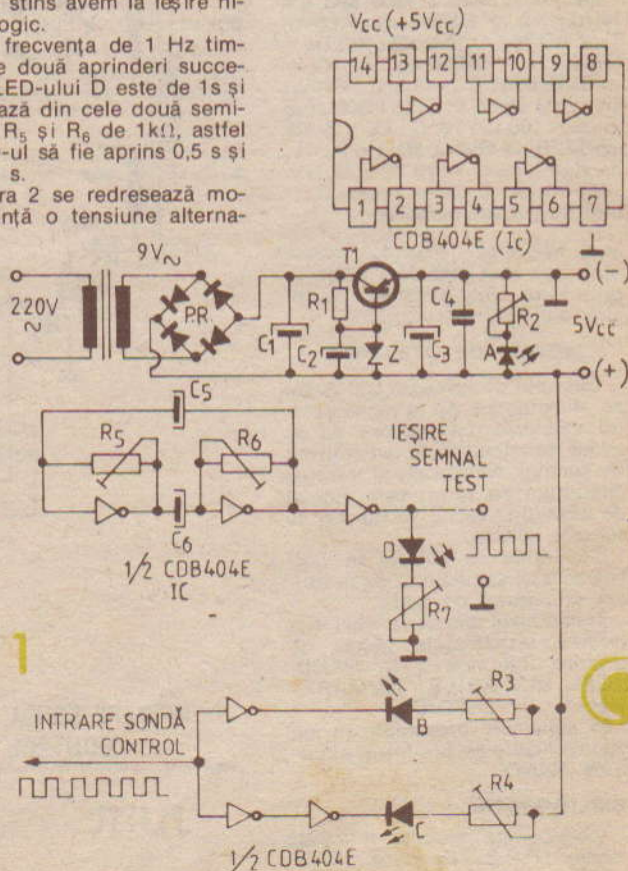 stins avem la ieșire ni-
ogic.
frecvența de 1 Hz tim-
e două aprinderi succe-
LED-ului D este de 1s și
ează din cele două semi-
R5 și R6 de 1kΩ, astfel
-ul să fie aprins 0,5 s și
s.
ra 2 se redresează mo-
ință o tensiune alterna-
Vcc (+5Vcc)
14 13 12 11 10 9 8
1 2 3 4 5 6 7
CDB404E (Ic)
220V ~
9V~
P.R.
C1
C2
R1
T1
Z
C3
C4
R2
A
(-)
5Vcc
(+)
C5
R5
R6
C6
1/2 CDB404E
IC
IEȘIRE
SEMNAL
TEST
D
R7
1
INTRARE SONDĂ
CONTROL
B
R3
C
R4
1/2 CDB404E